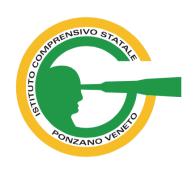 ISTITUTO COMPRENSIVO STATALE
PONZANO VENETO